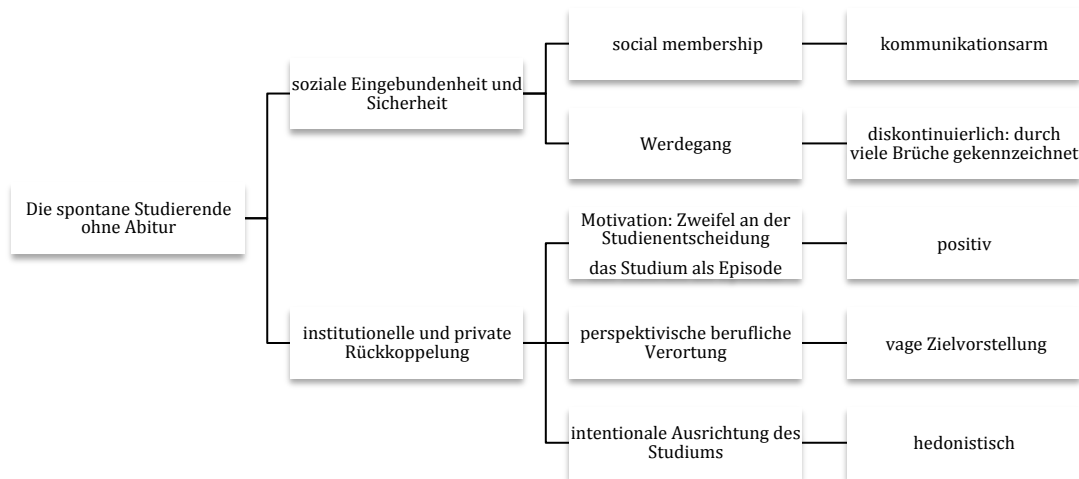 social membership
kommunikationsarm
soziale Eingebundenheit und
Sicherheit
Werdegang
diskontinuierlich: durch
viele Brüche gekennzeichnet
Die spontane Studierende
ohne Abitur
Motivation: Zweifel an der
Studienentscheidung
das Studium als Episode
positiv
institutionelle und private
Rückkoppelung
perspektivische berufliche
Verortung
vage Zielvorstellung
intentionale Ausrichtung des
Studiums
hedonistisch